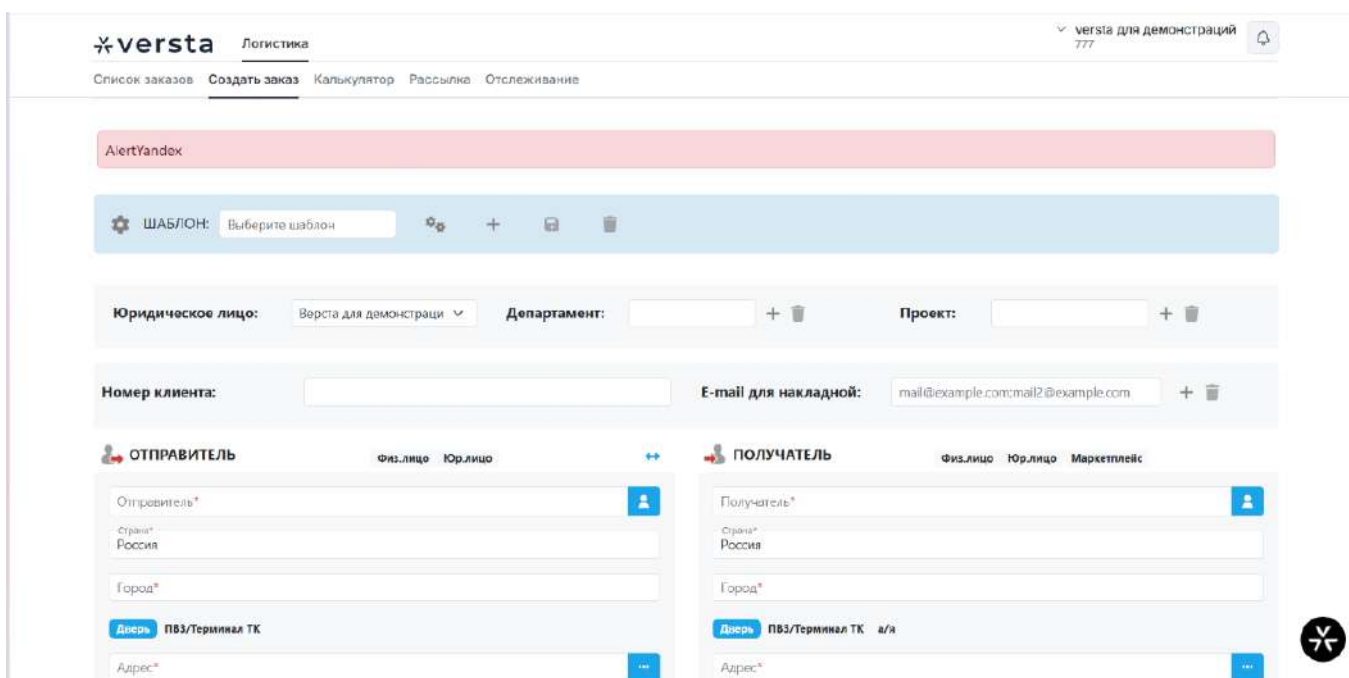 versta Логистика versta для демонстраций
777
Список заказов Создать заказ Калькулятор Рассылка Отслеживание
AlertYandex
ШАБЛОН: Выберите шаблон
Юридическое лицо: Верста для демонстраци Департамент: Проект:
Номер клиента: E-mail для накладной: mail@example.com;mail2@example.com
ОТПРАВИТЕЛЬ Физ.лицо Юр.лицо ПОЛУЧАТЕЛЬ Физ.лицо Юр.лицо Маркетплейс
Отправитель* Получатель*
Страна* Страна*
Россия Россия
Город* Город*
Дверь ПВЗ/Терминал ТК Дверь ПВЗ/Терминал ТК а/я
Адрес* Адрес*